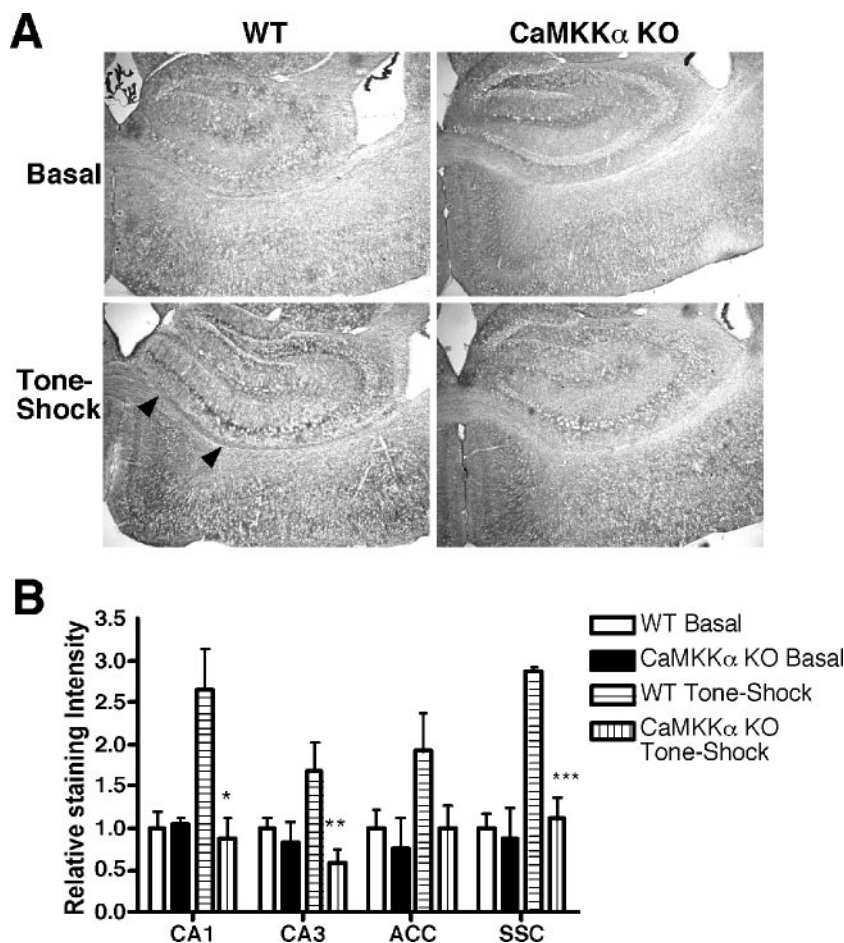 A
WT
CaMKKα KO
Basal
Tone-
Shock
B
Relative staining Intensity
3.5
3.0
2.5
2.0
1.5
1.0
0.5
0
*
**
***
CA1
CA3
ACC
SSC
WT Basal
CaMKKα KO Basal
WT Tone-Shock
CaMKKα KO
Tone-Shock